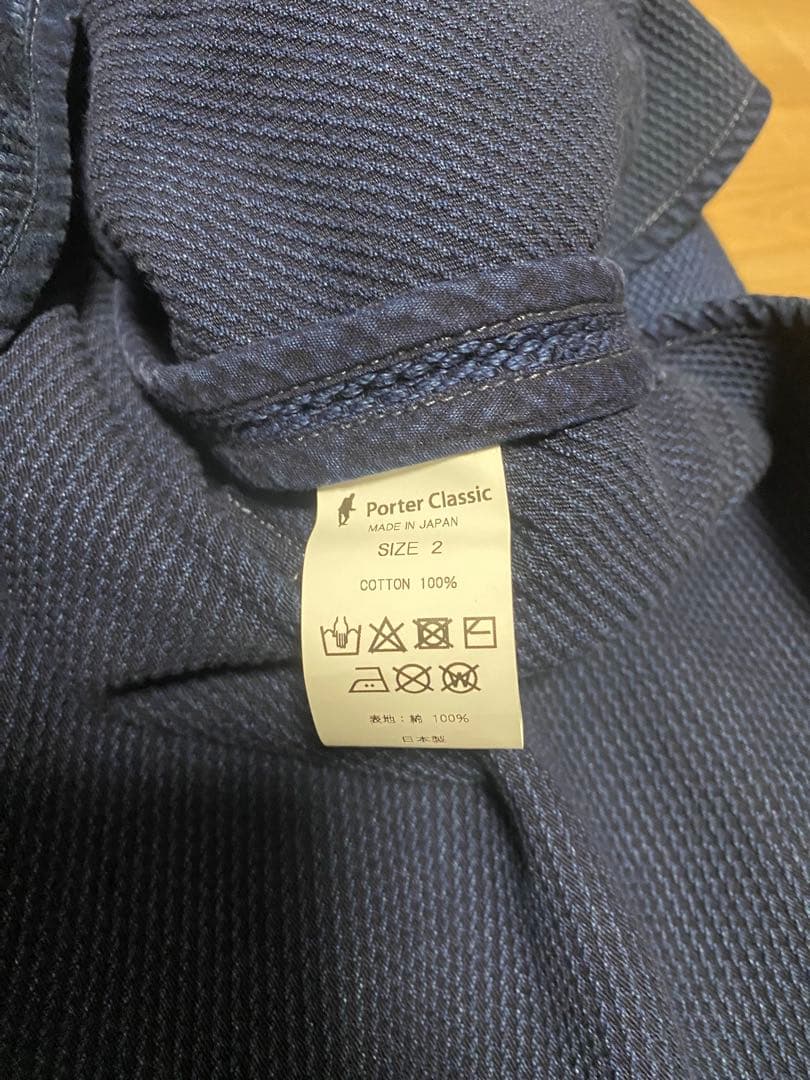 Porter Classic
MADE IN JAPAN
SIZE 2
COTTON 100%
W
表地：綿 100%
日本製